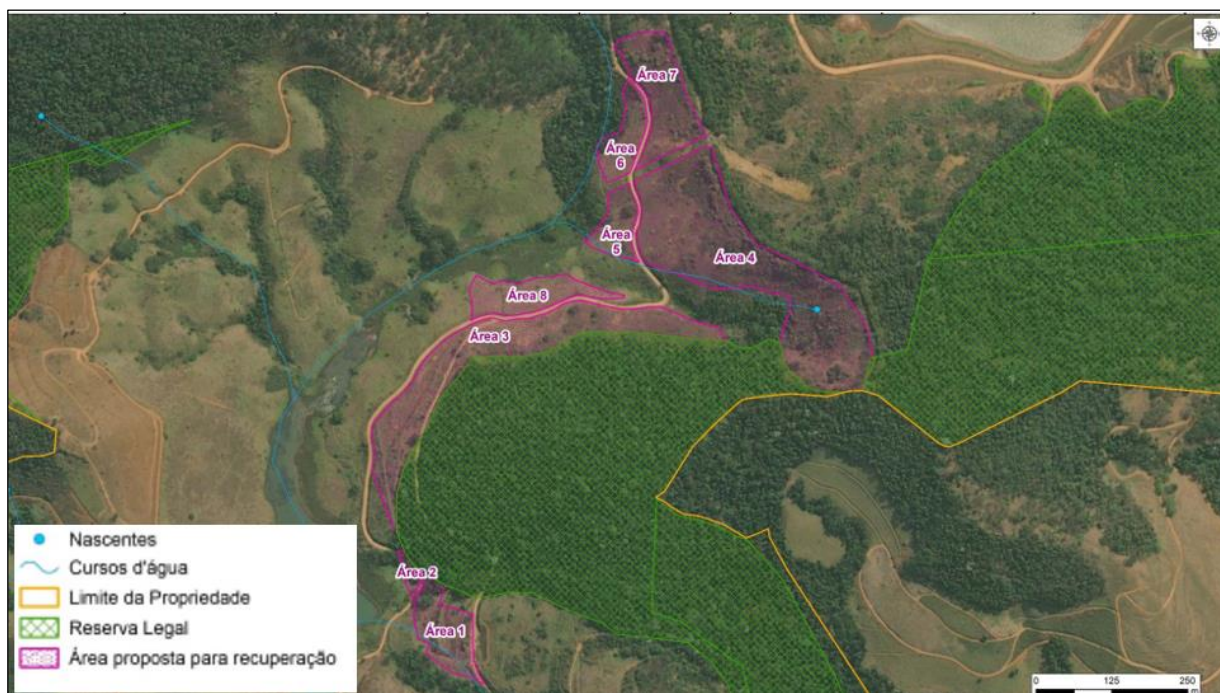 Área 7
Área
6
Área
5
Área 4
Área 8
Área 3
Área 2
Área 1
Nascentes
Cursos d'água
Limite da Propriedade
Reserva Legal
Área proposta para recuperação
0 125 250
m